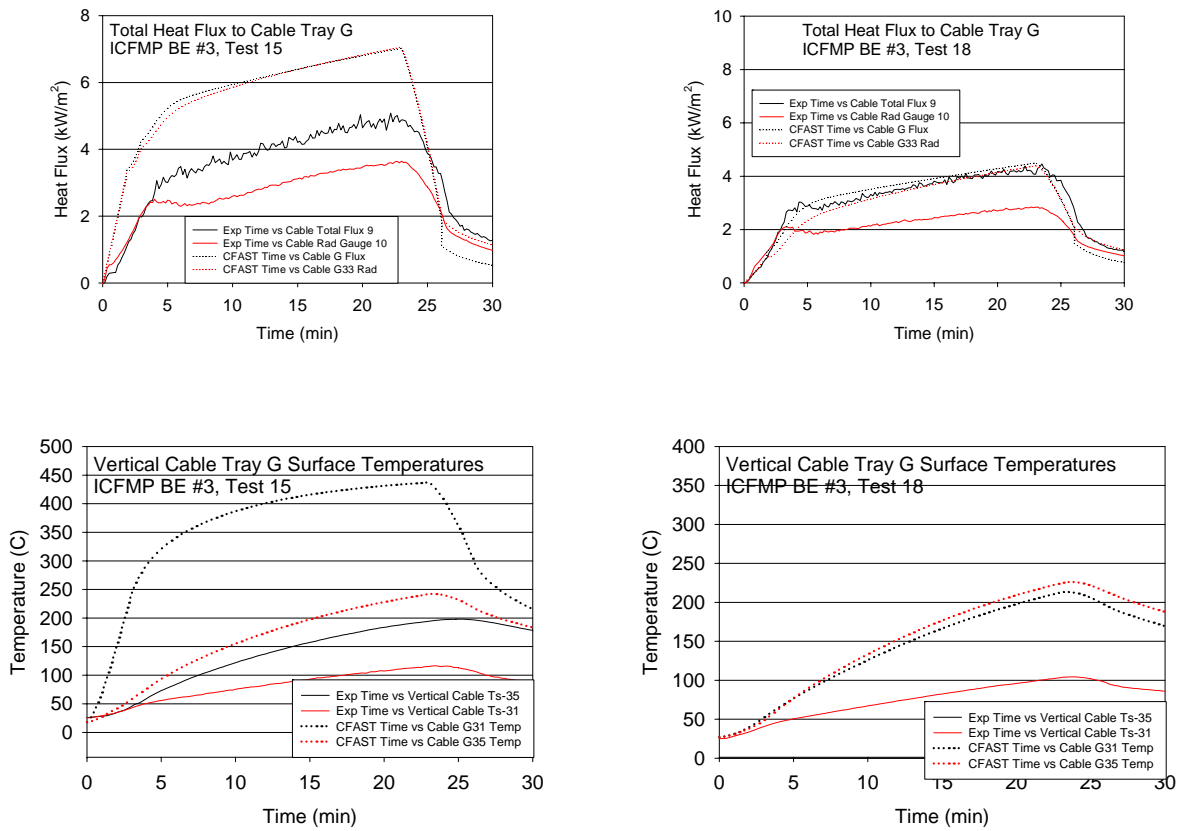 Total Heat Flux to Cable Tray G
ICFMP BE #3, Test 15
Heat Flux (kW/m²)
8
6
4
2
0
Exp Time vs Cable Total Flux 9
Exp Time vs Cable Rad Gauge 10
CFAST Time vs Cable G Flux
CFAST Time vs Cable G33 Rad
0 5 10 15 20 25 30
Time (min)
Total Heat Flux to Cable Tray G
ICFMP BE #3, Test 18
Heat Flux (kW/m²)
10
8
6
4
2
0
Exp Time vs Cable Total Flux 9
Exp Time vs Cable Rad Gauge 10
CFAST Time vs Cable G Flux
CFAST Time vs Cable G33 Rad
0 5 10 15 20 25 30
Time (min)
Vertical Cable Tray G Surface Temperatures
ICFMP BE #3, Test 15
Temperature (C)
500
450
400
350
300
250
200
150
100
50
0
Exp Time vs Vertical Cable Ts-35
Exp Time vs Vertical Cable Ts-31
CFAST Time vs Cable G31 Temp
CFAST Time vs Cable G35 Temp
0 5 10 15 20 25 30
Time (min)
Vertical Cable Tray G Surface Temperatures
ICFMP BE #3, Test 18
Temperature (C)
400
350
300
250
200
150
100
50
0
Exp Time vs Vertical Cable Ts-35
Exp Time vs Vertical Cable Ts-31
CFAST Time vs Cable G31 Temp
CFAST Time vs Cable G35 Temp
0 5 10 15 20 25 30
Time (min)